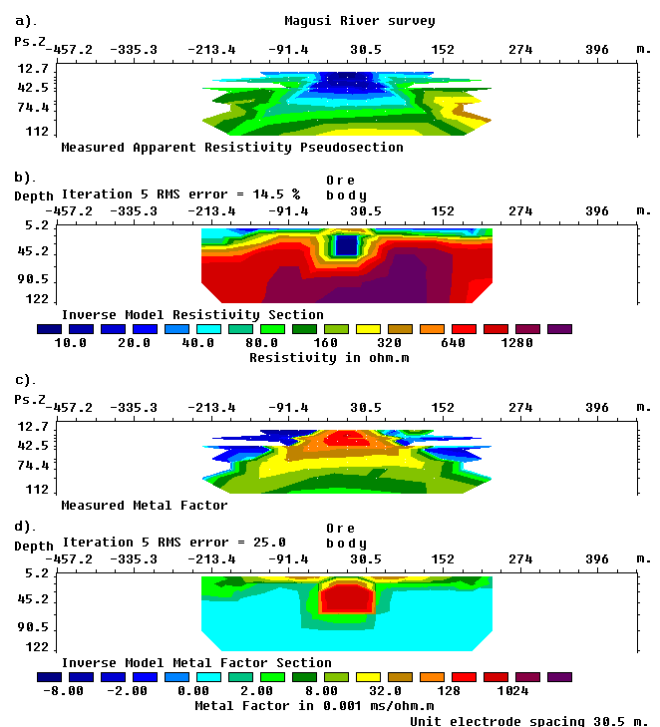 a). Magusi River survey
Ps.Z -457.2 -335.3 -213.4 -91.4 30.5 152 274 396 m.
12.7
42.5
74.4
112
Measured Apparent Resistivity Pseudosection
b). Ore
Depth Iteration 5 RMS error = 14.5 % body
-457.2 -335.3 -213.4 -91.4 30.5 152 274 396 m.
5.2
45.2
90.5
122
Inverse Model Resistivity Section
10.0 20.0 40.0 80.0 160 320 640 1280
Resistivity in ohm.m
c).
Ps.Z
-457.2 -335.3 -213.4 -91.4 30.5 152 274 396 m.
12.7
42.5
74.4
112
Measured Metal Factor
d). Ore
Depth Iteration 5 RMS error = 25.0 body
-457.2 -335.3 -213.4 -91.4 30.5 152 274 396 m.
5.2
45.2
90.5
122
Inverse Model Metal Factor Section
-8.00 -2.00 0.00 2.00 8.00 32.0 128 1024
Metal Factor in 0.001 ms/ohm.m
Unit electrode spacing 30.5 m.